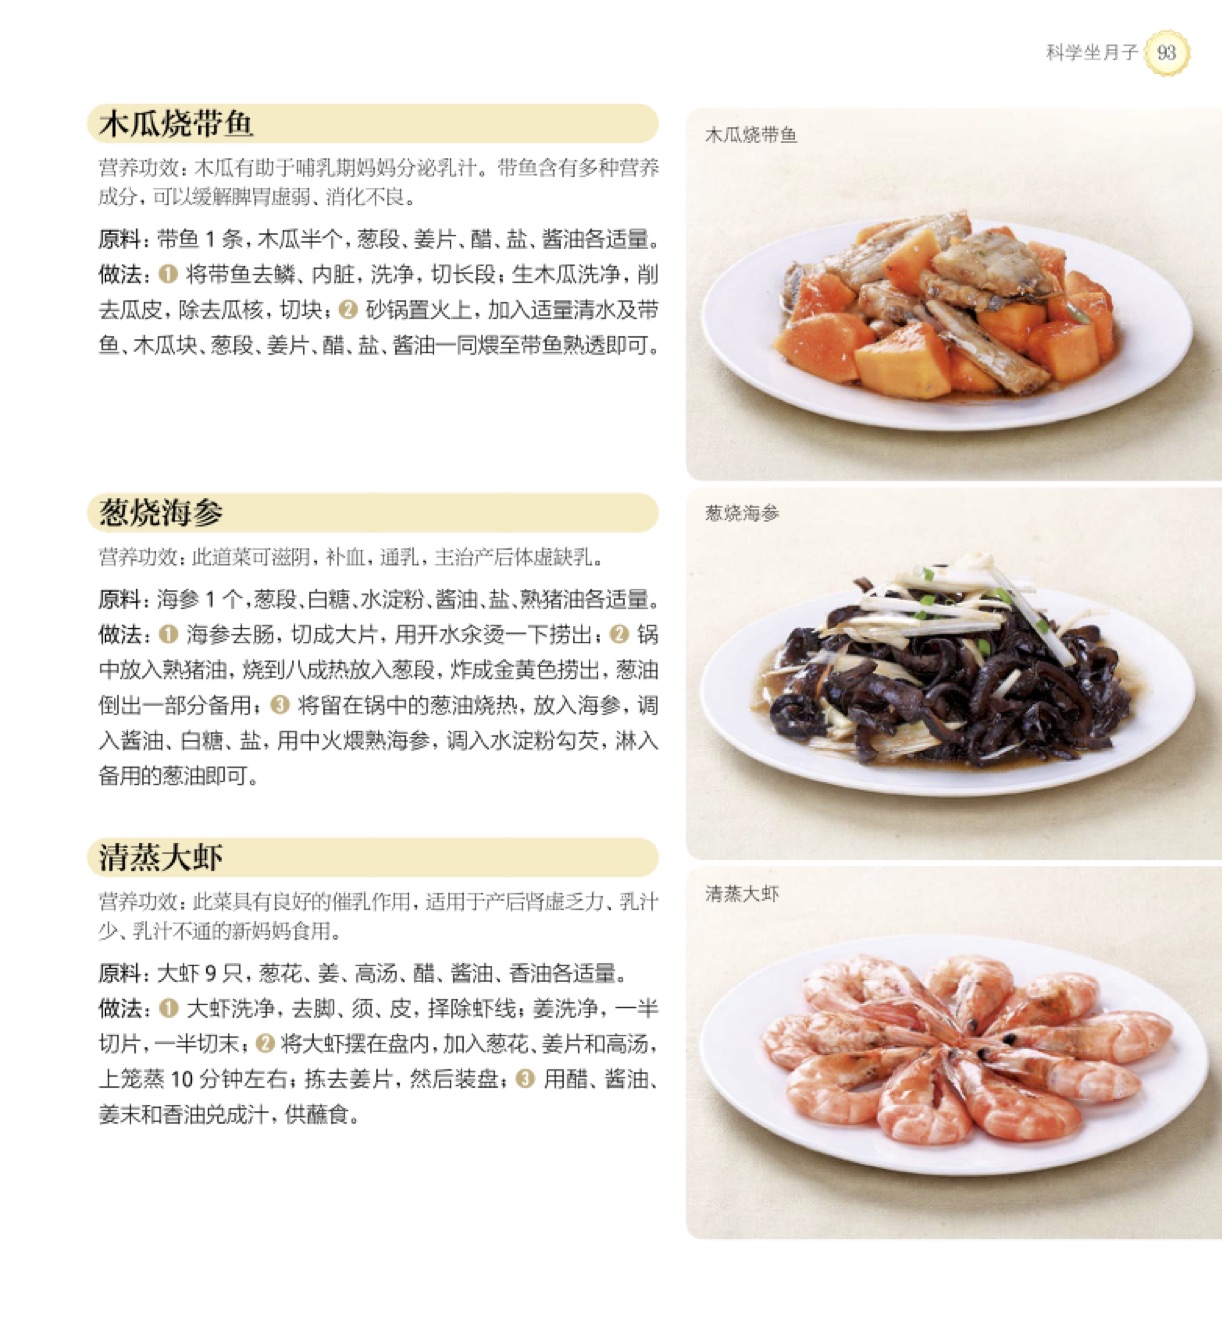 科学坐月子 93
木瓜烧带鱼
营养功效：木瓜有助于哺乳期妈妈分泌乳汁。带鱼含有多种营养
成分，可以缓解脾胃虚弱、消化不良。
原料：带鱼 1 条，木瓜半个，葱段、姜片、醋、盐、酱油各适量。
做法：❶ 将带鱼去鳞、内脏，洗净，切长段；生木瓜洗净，削
去瓜皮，除去瓜核，切块；❷ 砂锅置火上，加入适量清水及带
鱼、木瓜块、葱段、姜片、醋、盐、酱油一同煨至带鱼熟透即可。
木瓜烧带鱼
葱烧海参
营养功效：此道菜可滋阴，补血，通乳，主治产后体虚缺乳。
原料：海参 1 个，葱段、白糖、水淀粉、酱油、盐、熟猪油各适量。
做法：❶ 海参去肠，切成大片，用开水汆烫一下捞出；❷ 锅
中放入熟猪油，烧到八成热放入葱段，炸成金黄色捞出，葱油
倒出一部分备用；❸ 将留在锅中的葱油烧热，放入海参，调
入酱油、白糖、盐，用中火煨熟海参，调入水淀粉勾芡，淋入
备用的葱油即可。
葱烧海参
清蒸大虾
营养功效：此菜具有良好的催乳作用，适用于产后肾虚乏力、乳汁
少、乳汁不通的新妈妈食用。
原料：大虾 9 只，葱花、姜、高汤、醋、酱油、香油各适量。
做法：❶ 大虾洗净，去脚、须、皮，择除虾线；姜洗净，一半
切片，一半切末；❷ 将大虾摆在盘内，加入葱花、姜片和高汤，
上笼蒸 10 分钟左右；拣去姜片，然后装盘；❸ 用醋、酱油、
姜末和香油兑成汁，供蘸食。
清蒸大虾